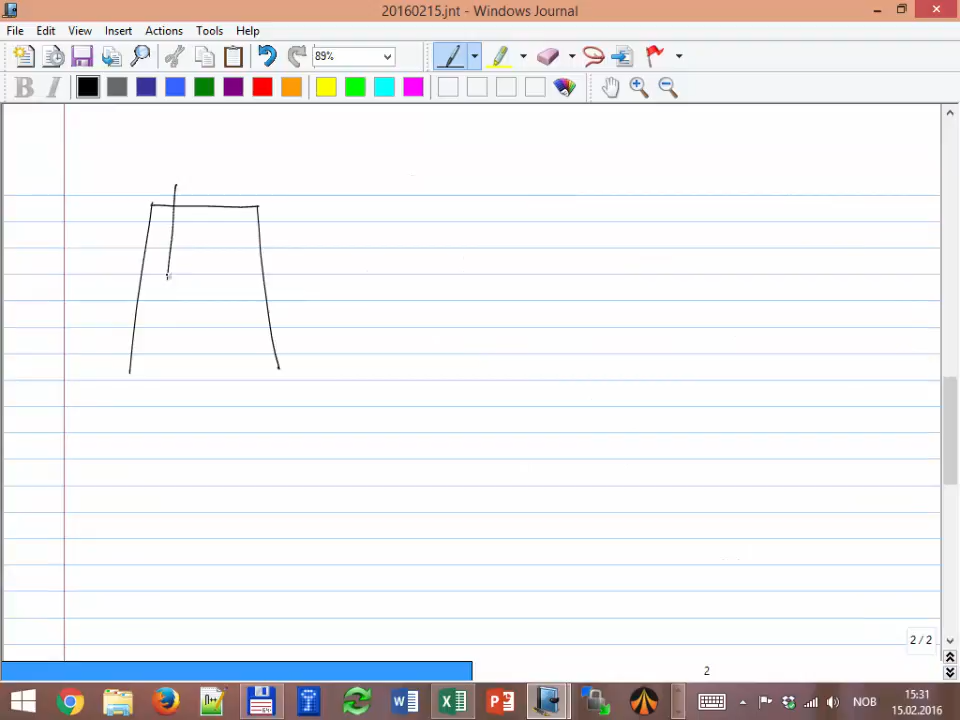 20160215.jnt - Windows Journal
File Edit View Insert Actions Tools Help
89%
B I
2 / 2
2
NOB
15:31
15.02.2016